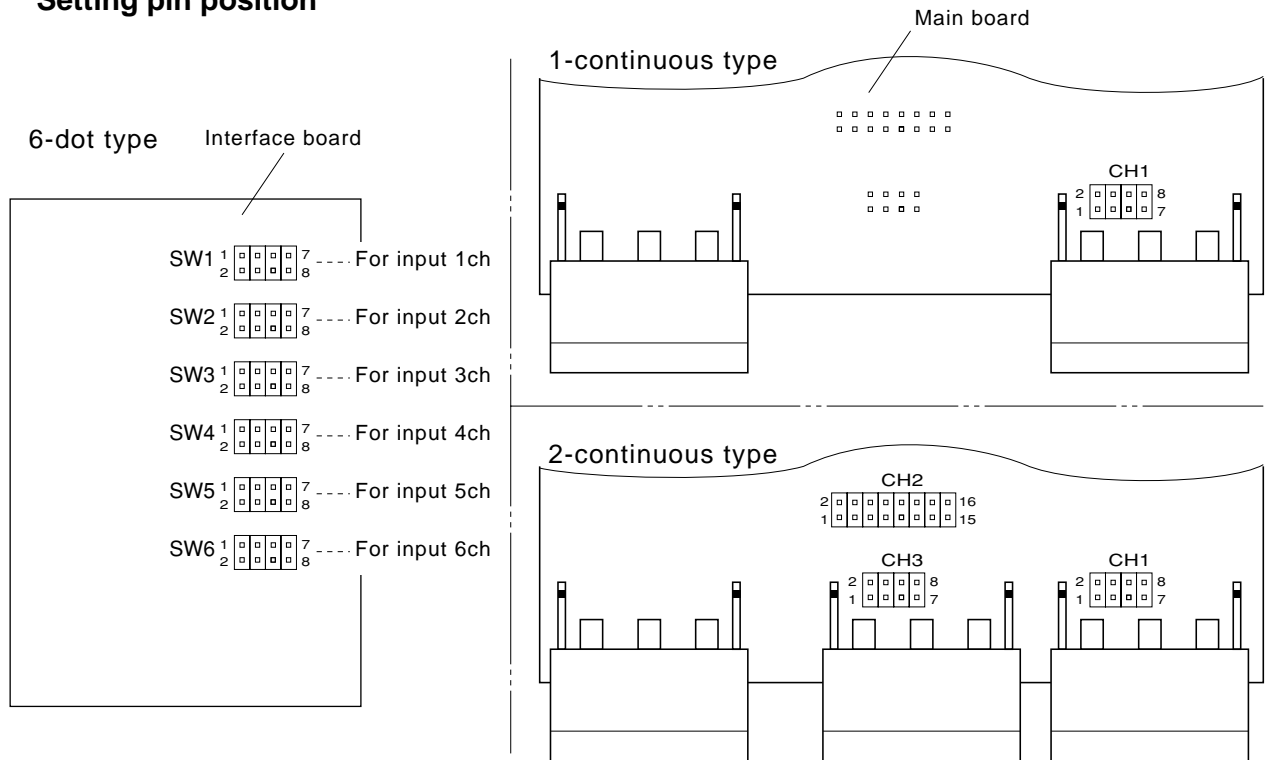 Setting pin position
Main board
1-continuous type
6-dot type
Interface board
CH1
2 8
1 7
SW1 1 7 For input 1ch
2 8
SW2 1 7 For input 2ch
2 8
SW3 1 7 For input 3ch
2 8
SW4 1 7 For input 4ch
2 8
SW5 1 7 For input 5ch
2 8
SW6 1 7 For input 6ch
2 8
2-continuous type
CH2
2 16
1 15
CH3
2 8
1 7
CH1
2 8
1 7